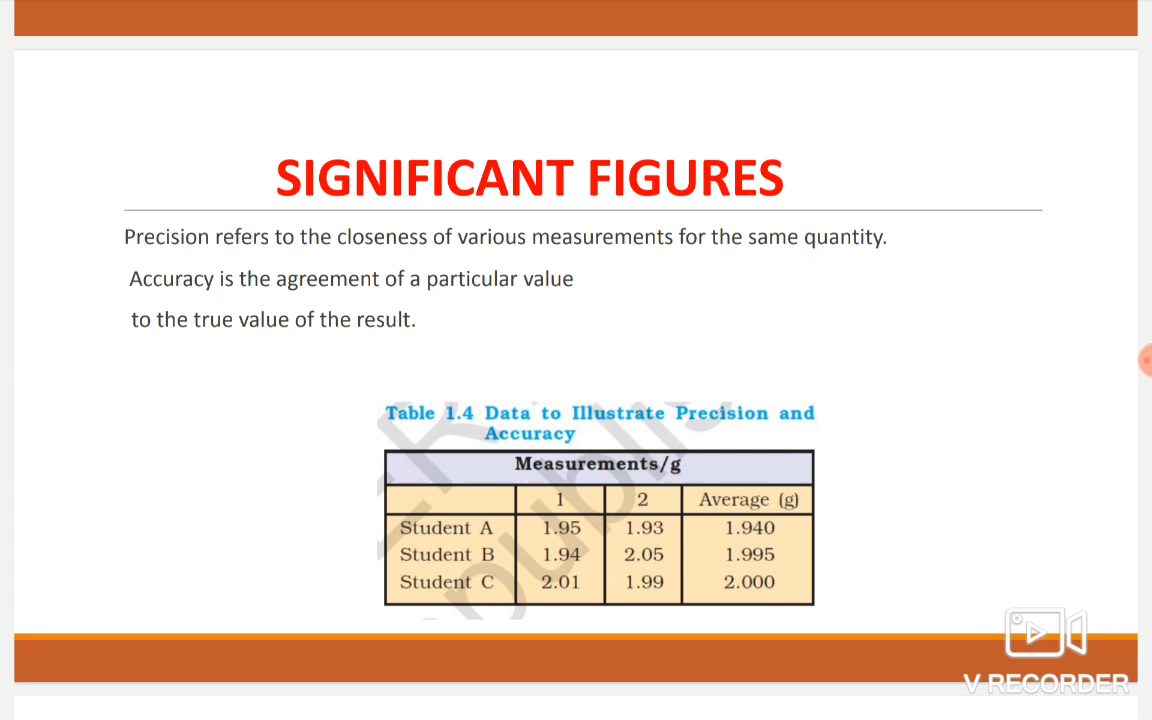 SIGNIFICANT FIGURES
Precision refers to the closeness of various measurements for the same quantity.
Accuracy is the agreement of a particular value
to the true value of the result.
Table 1.4 Data to Illustrate Precision and
Accuracy
Measurements/g
1 2 Average (g)
Student A 1.95 1.93 1.940
Student B 1.94 2.05 1.995
Student C 2.01 1.99 2.000
V RECORDER